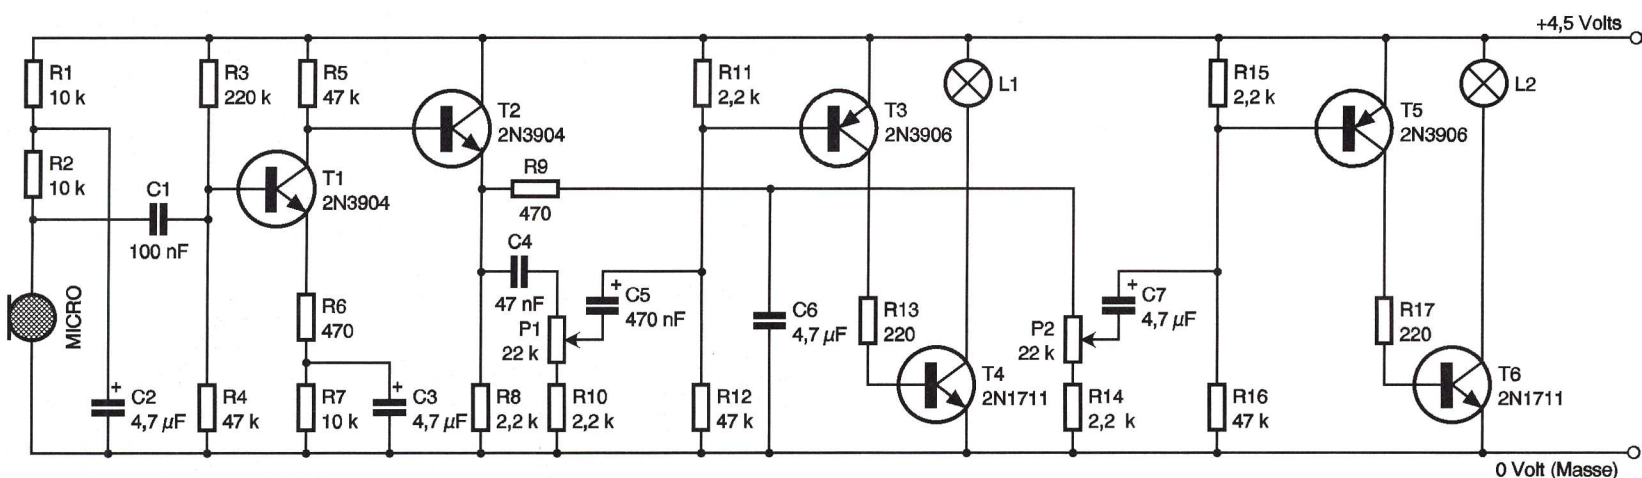 +4,5 Volts
R1
10 k
R3
220 k
R5
47 k
T2
2N3904
R11
2,2 k
T3
2N3906
L1
R15
2,2 k
T5
2N3906
L2
R2
10 k
C1
100 nF
T1
2N3904
R9
470
C4
47 nF
MICRO
R6
470
P1
22 k
C5
470 nF
+
C6
4,7 µF
R13
220
P2
22 k
C7
4,7 µF
+
R17
220
C2
4,7 µF
+
R4
47 k
R7
10 k
C3
4,7 µF
+
R8
2,2 k
R10
2,2 k
R12
47 k
T4
2N1711
R14
2,2 k
R16
47 k
T6
2N1711
0 Volt (Masse)